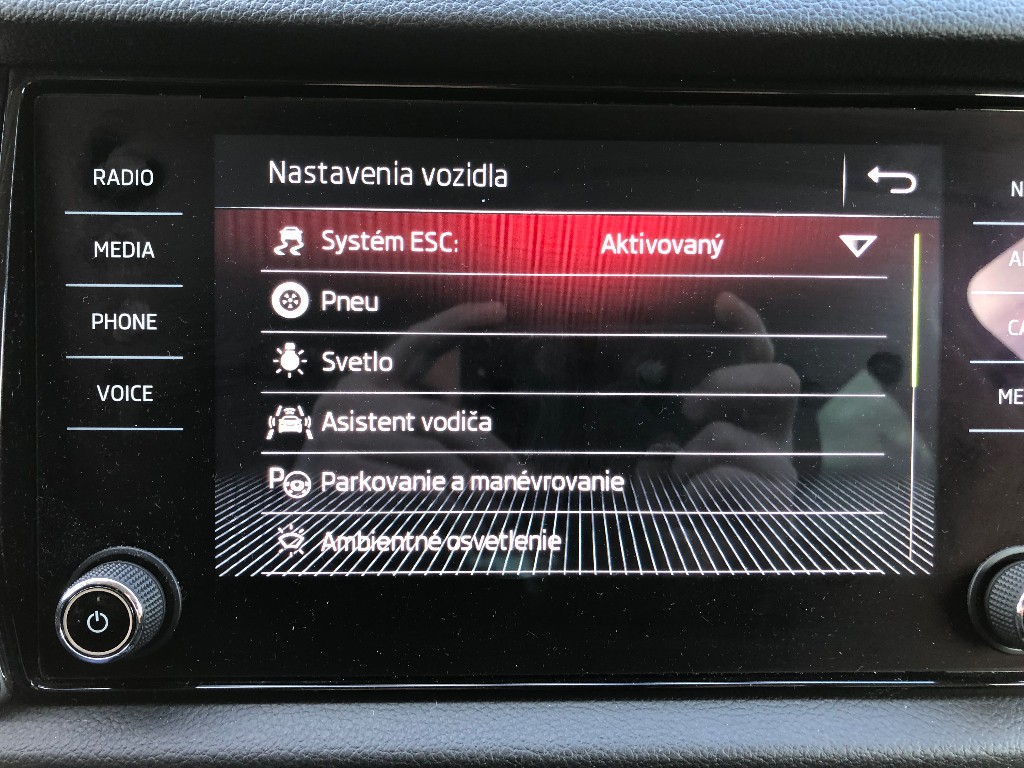 Nastavenia vozidla
RADIO
MEDIA
PHONE
VOICE
Systém ESC: Aktivovaný
Pneu
Svetlo
Asistent vodiča
Parkovanie a manévrovanie
Ambientné osvetlenie